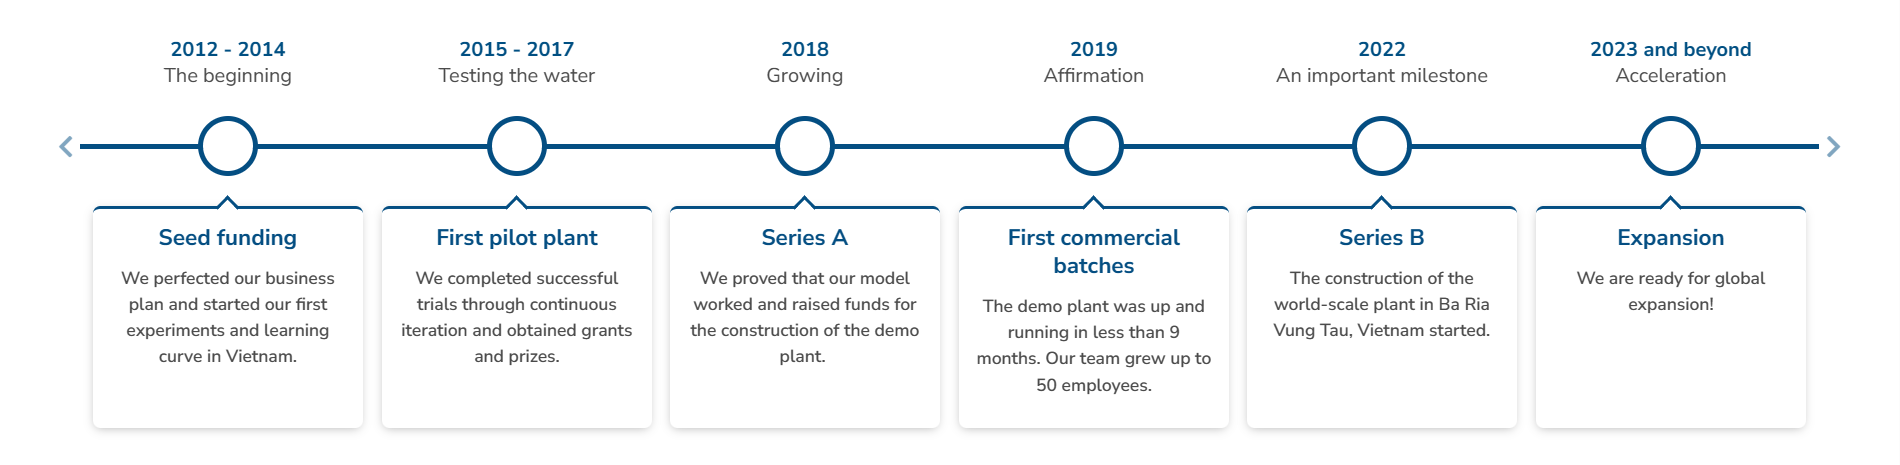 2012 - 2014
The beginning
Seed funding
We perfected our business
plan and started our first
experiments and learning
curve in Vietnam.
2015 - 2017
Testing the water
First pilot plant
We completed successful
trials through continuous
iteration and obtained grants
and prizes.
2018
Growing
Series A
We proved that our model
worked and raised funds for
the construction of the demo
plant.
2019
Affirmation
First commercial
batches
The demo plant was up and
running in less than 9
months. Our team grew up to
50 employees.
2022
An important milestone
Series B
The construction of the
world-scale plant in Ba Ria
Vung Tau, Vietnam started.
2023 and beyond
Acceleration
Expansion
We are ready for global
expansion!